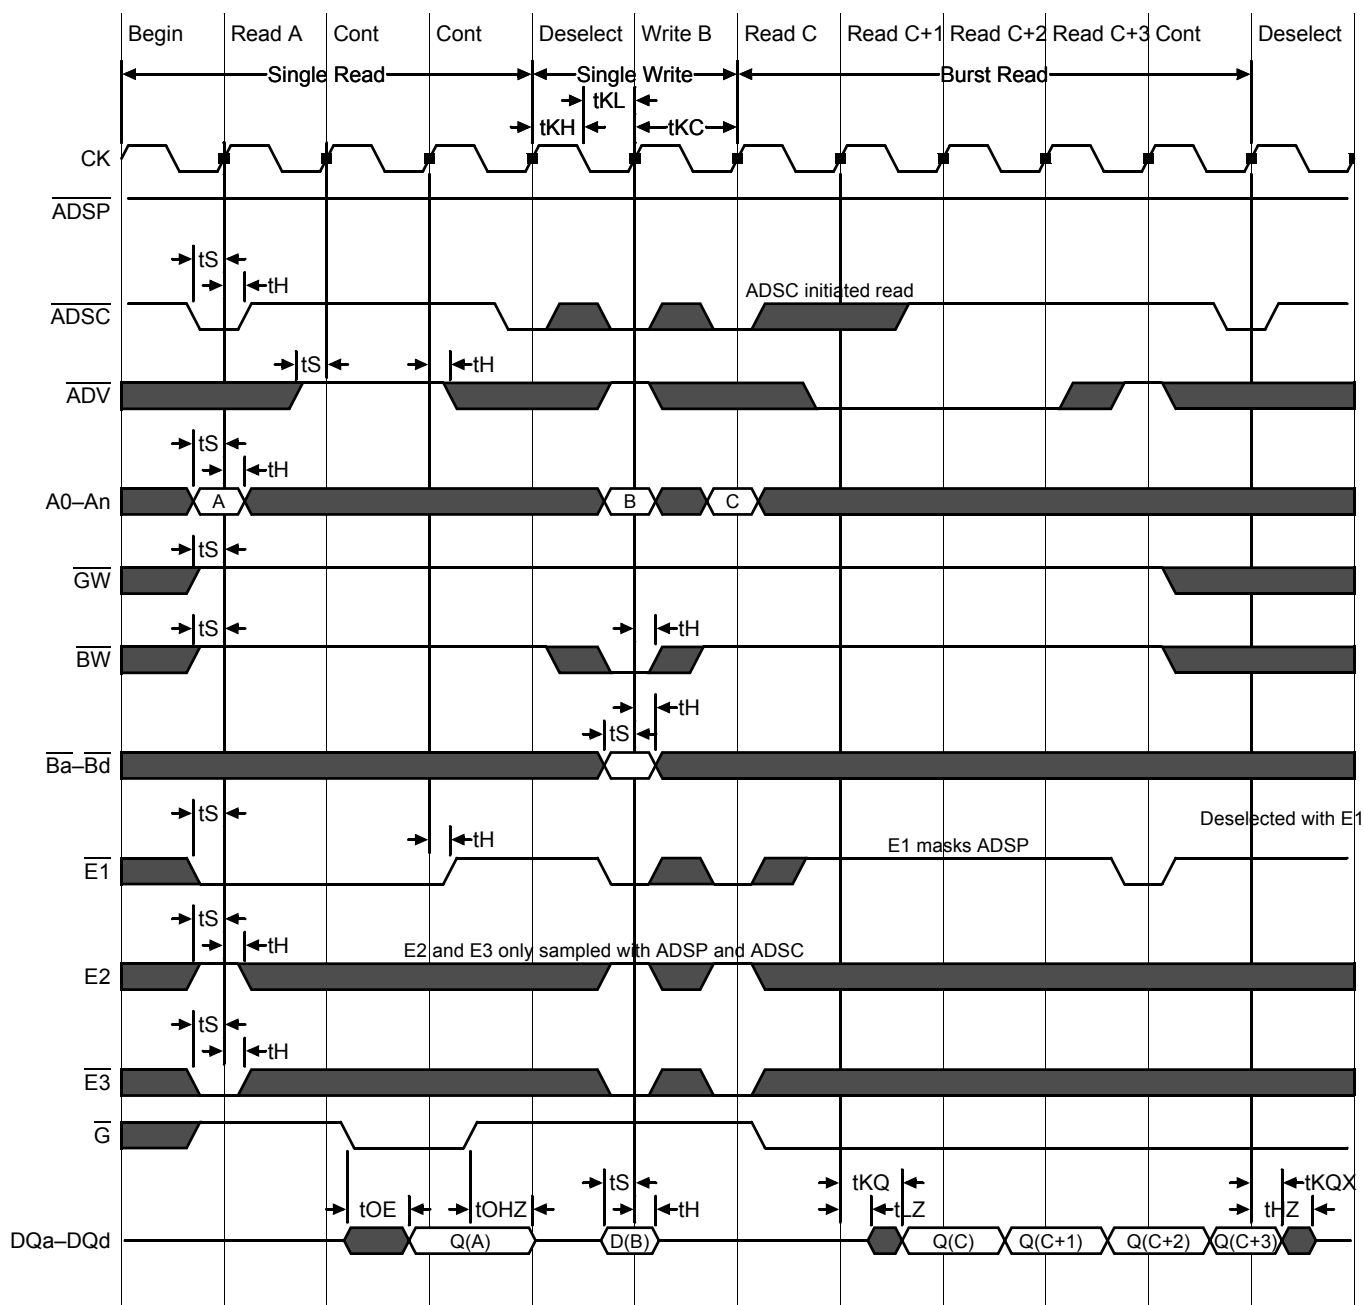 Begin Read A Cont Cont Deselect Write B Read C Read C+1 Read C+2 Read C+3 Cont Deselect
Single Read Single Write Burst Read
tKL
tKH tKC
CK
ADSP
tS
tH
ADSC initiated read
ADSC
tS tH
ADV
tS
tH
A0–An A B C
tS
GW
tS tH
BW
tH
tS
Ba–Bd
tS
Deselected with E1
tH
E1 masks ADSP
E1
tS
tH
E2 and E3 only sampled with ADSP and ADSC
E2
tS
tH
E3
G
tS tKQ tKQX
tOE tOHZ tH tLZ tHZ
DQa–DQd Q(A) D(B) Q(C) Q(C+1) Q(C+2) Q(C+3)